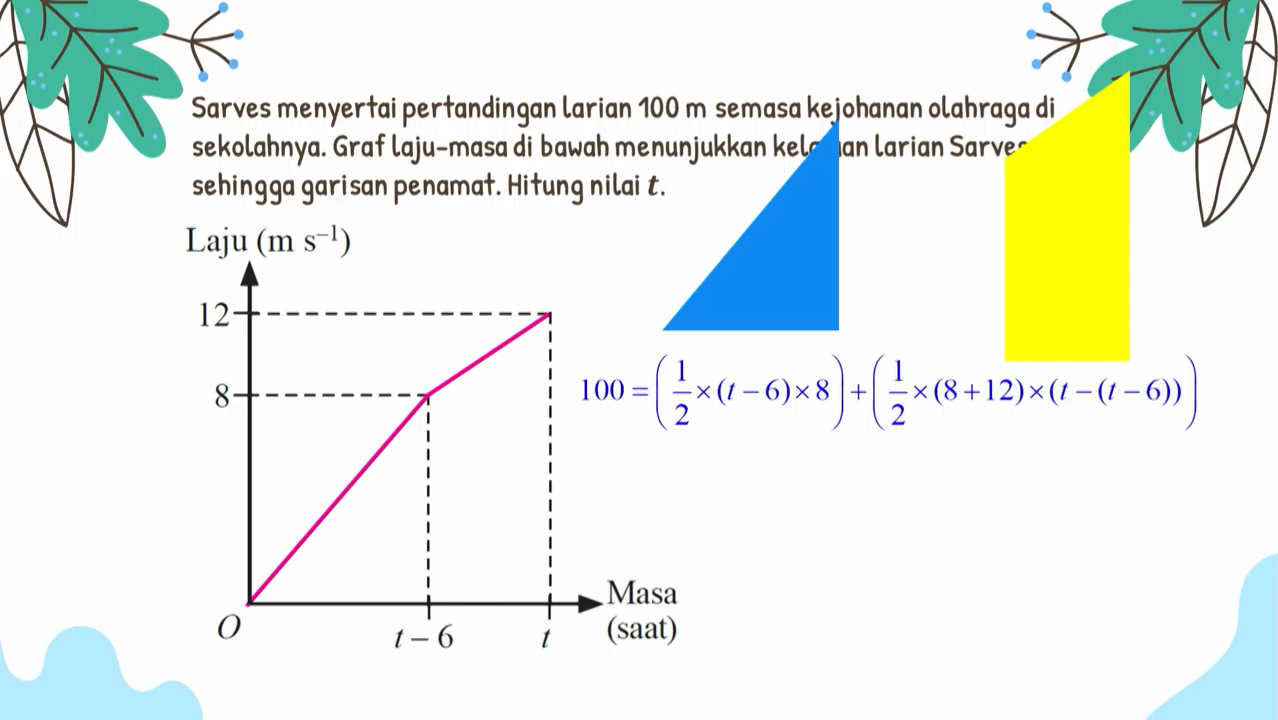 Sarves menyertai pertandingan larian 100 m semasa kejohanan olahraga di
sekolahnya. Graf laju-masa di bawah menunjukkan larian Sarves
sehingga garisan penamat. Hitung nilai t.
Laju (m s⁻¹)
12
8
100 = (1/2 × (t − 6) × 8) + (1/2 × (8 + 12) × (t − (t − 6)))
Masa
(saat)
O
t − 6
t